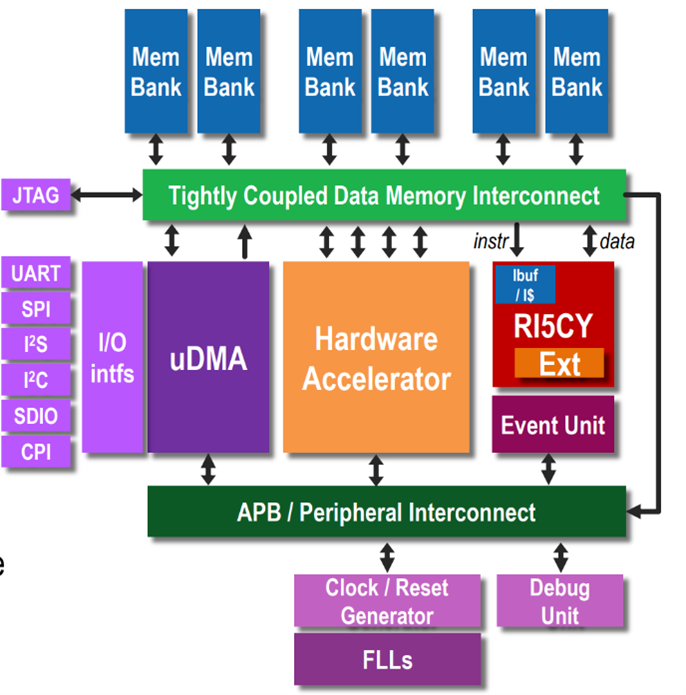 Mem
Bank
Mem
Bank
Mem
Bank
Mem
Bank
Mem
Bank
Mem
Bank
JTAG
Tightly Coupled Data Memory Interconnect
instr
data
UART
SPI
I²S
I²C
SDIO
CPI
I/O
intfs
uDMA
Hardware
Accelerator
Ibuf
/ I$
RI5CY
Ext
Event Unit
APB / Peripheral Interconnect
e
Clock / Reset
Generator
Debug
Unit
FLLs